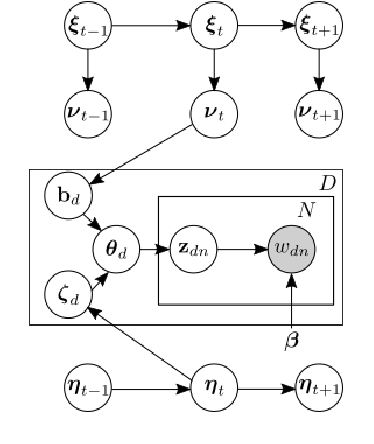 ξt−1 ξt ξt+1
νt−1 νt νt+1
D
bd N
θd zdn wdn
ζd
β
ηt−1 ηt ηt+1